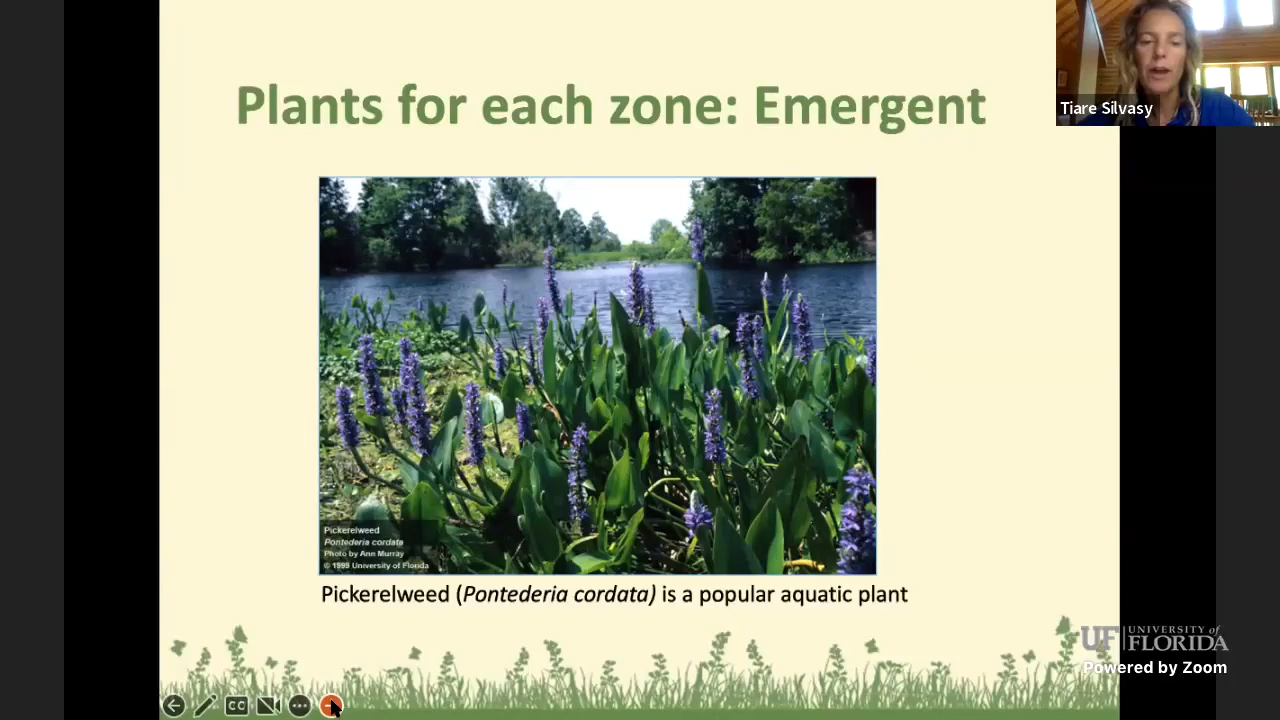 Plants for each zone: Emergent
Tiare Silvasy
Pickerelweed
Pontederia cordata
Photo by Ann Murray
© 1999 University of Florida
Pickerelweed (Pontederia cordata) is a popular aquatic plant
UF UNIVERSITY of
FLORIDA
Powered by Zoom
CC